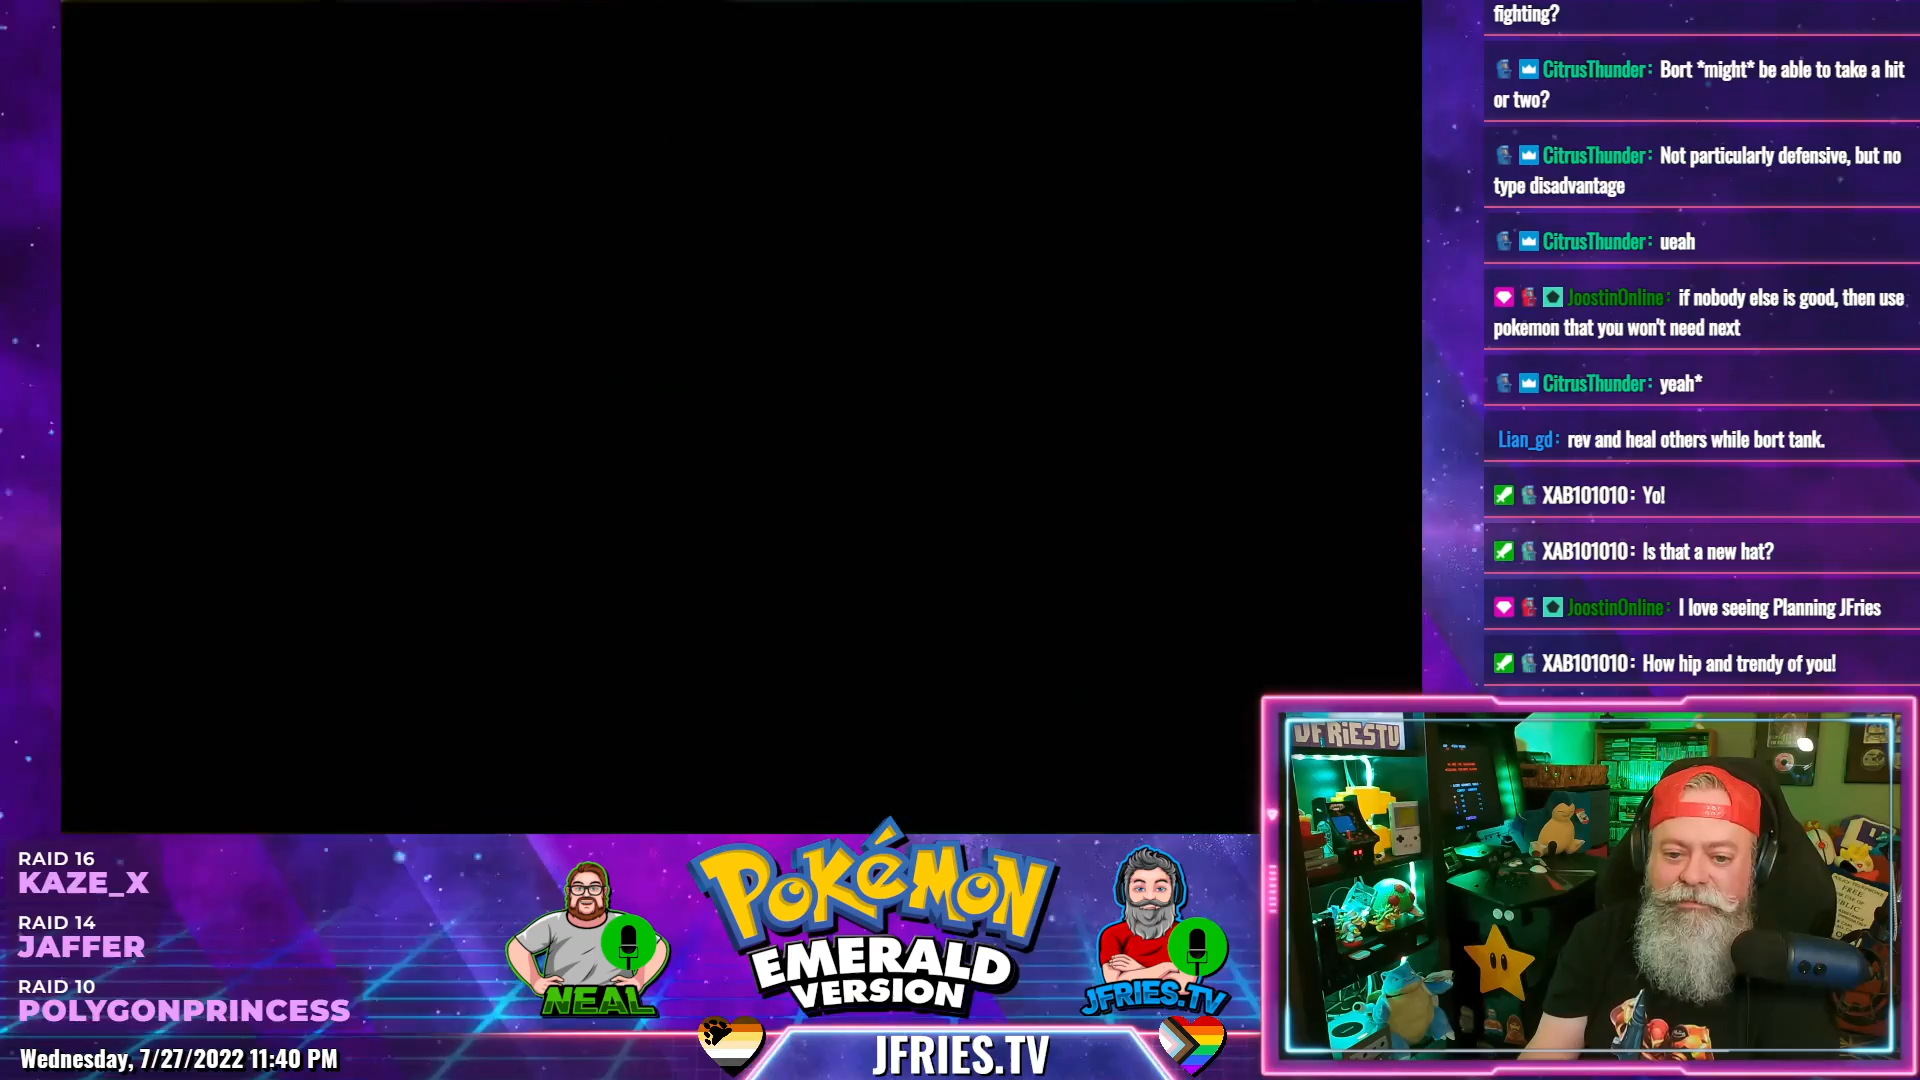 fighting?
CitrusThunder: Bort *might* be able to take a hit
or two?
CitrusThunder: Not particularly defensive, but no
type disadvantage
CitrusThunder: ueah
JoostinOnline: if nobody else is good, then use
pokemon that you won't need next
CitrusThunder: yeah*
Lian_gd: rev and heal others while bort tank.
XAB101010: Yo!
XAB101010: Is that a new hat?
JoostinOnline: I love seeing Planning JFries
XAB101010: How hip and trendy of you!
JFRIESTV
FREE
RAID 16
KAZE_X
RAID 14
JAFFER
RAID 10
POLYGONPRINCESS
Wednesday, 7/27/2022 11:40 PM
NEAL
POKéMON
EMERALD
VERSION
JFRIES.TV
JFRIES.TV